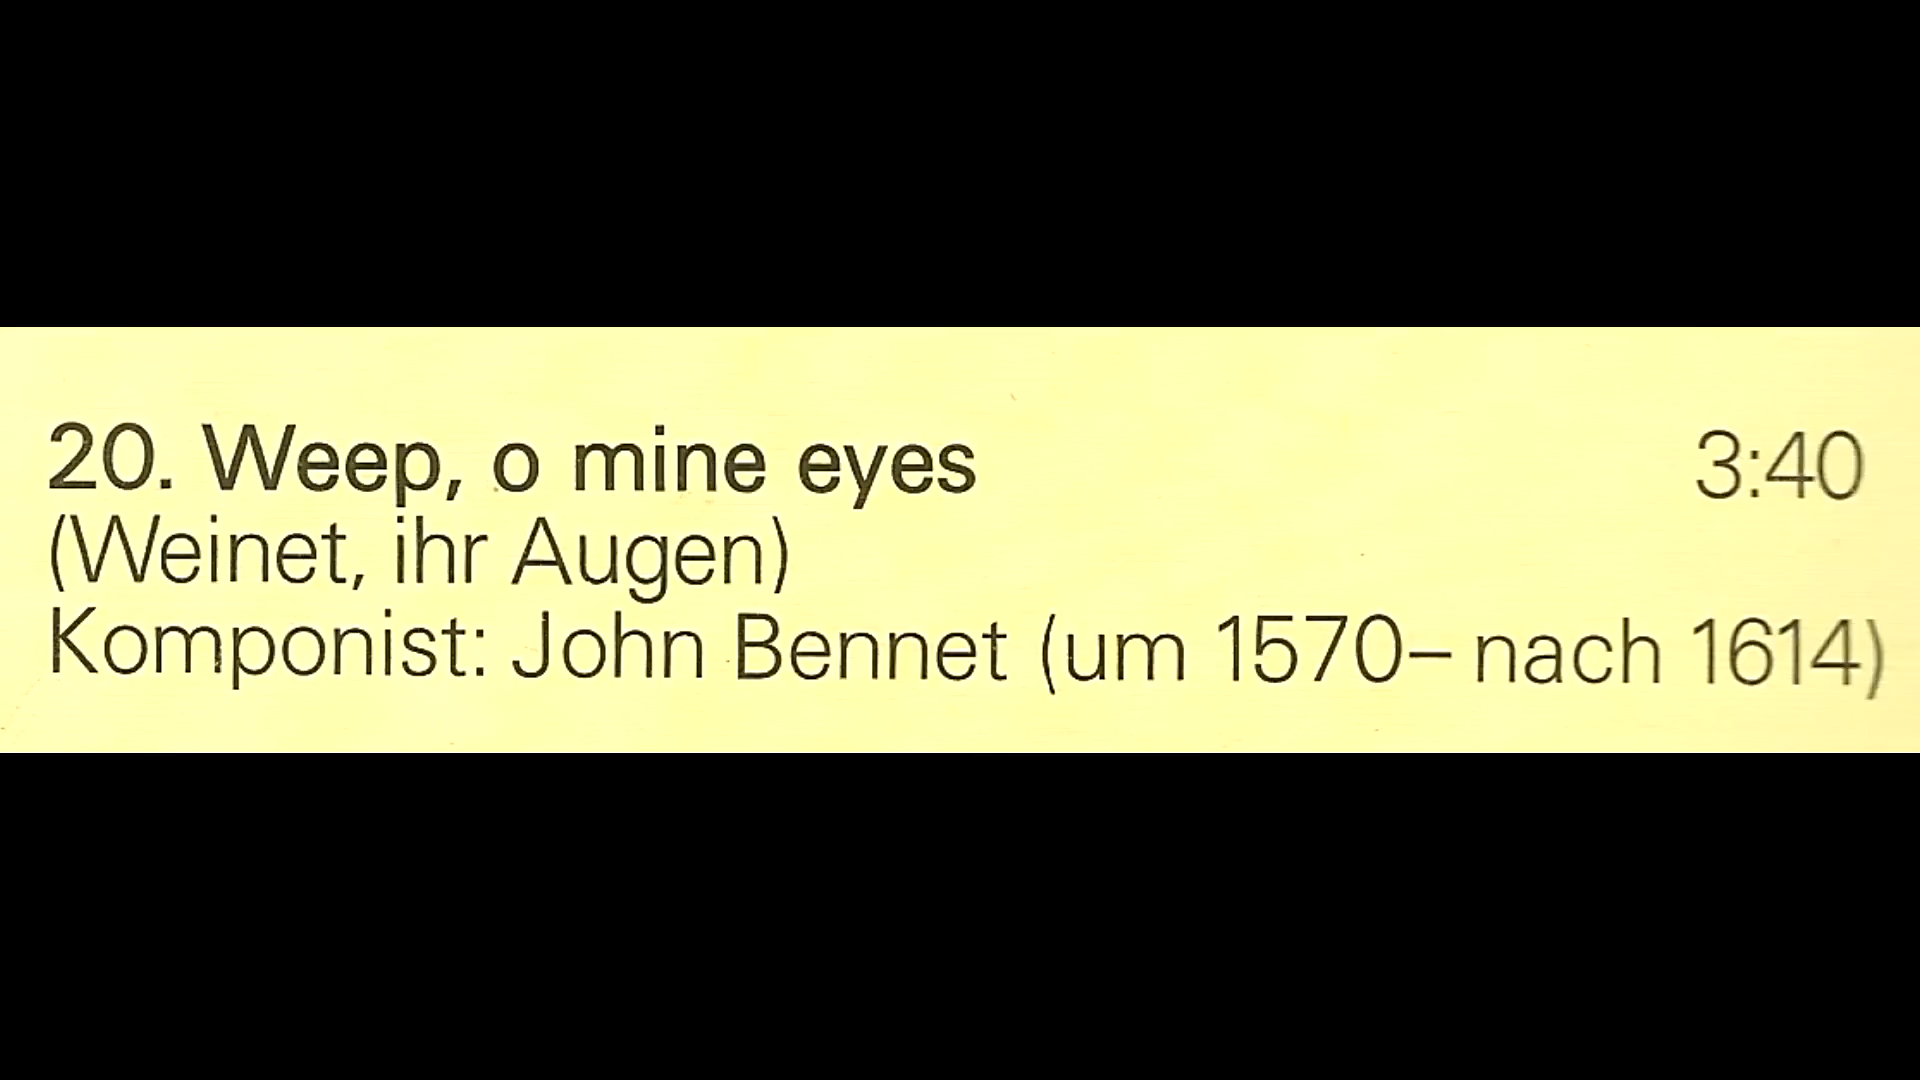 20. Weep, o mine eyes 3:40
(Weinet, ihr Augen)
Komponist: John Bennet (um 1570– nach 1614)